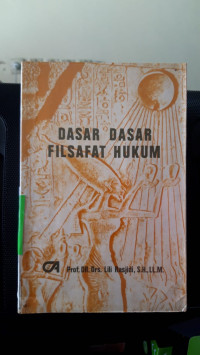 DASAR DASAR
FILSAFAT HUKUM
Prof. DR. Drs. Lili Rasjidi, S.H., LL.M.